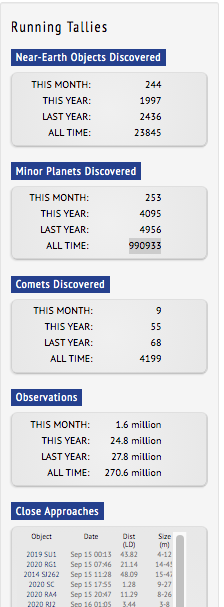 Running Tallies
Near-Earth Objects Discovered
THIS MONTH: 244
THIS YEAR: 1997
LAST YEAR: 2436
ALL TIME: 23845
Minor Planets Discovered
THIS MONTH: 253
THIS YEAR: 4095
LAST YEAR: 4956
ALL TIME: 990933
Comets Discovered
THIS MONTH: 9
THIS YEAR: 55
LAST YEAR: 68
ALL TIME: 4199
Observations
THIS MONTH: 1.6 million
THIS YEAR: 24.8 million
LAST YEAR: 27.8 million
ALL TIME: 270.6 million
Close Approaches
Object Date Dist Size
(LD) (m)
2019 SU1 Sep 15 00:13 43.82 4-12
2020 RG1 Sep 15 07:46 21.14 14-45
2014 SJ262 Sep 15 11:28 48.09 15-47
2020 SC Sep 15 17:55 1.28 9-27
2020 RA4 Sep 15 20:47 11.29 8-26
2020 RJ2 Sep 16 01:05 3.44 3-8